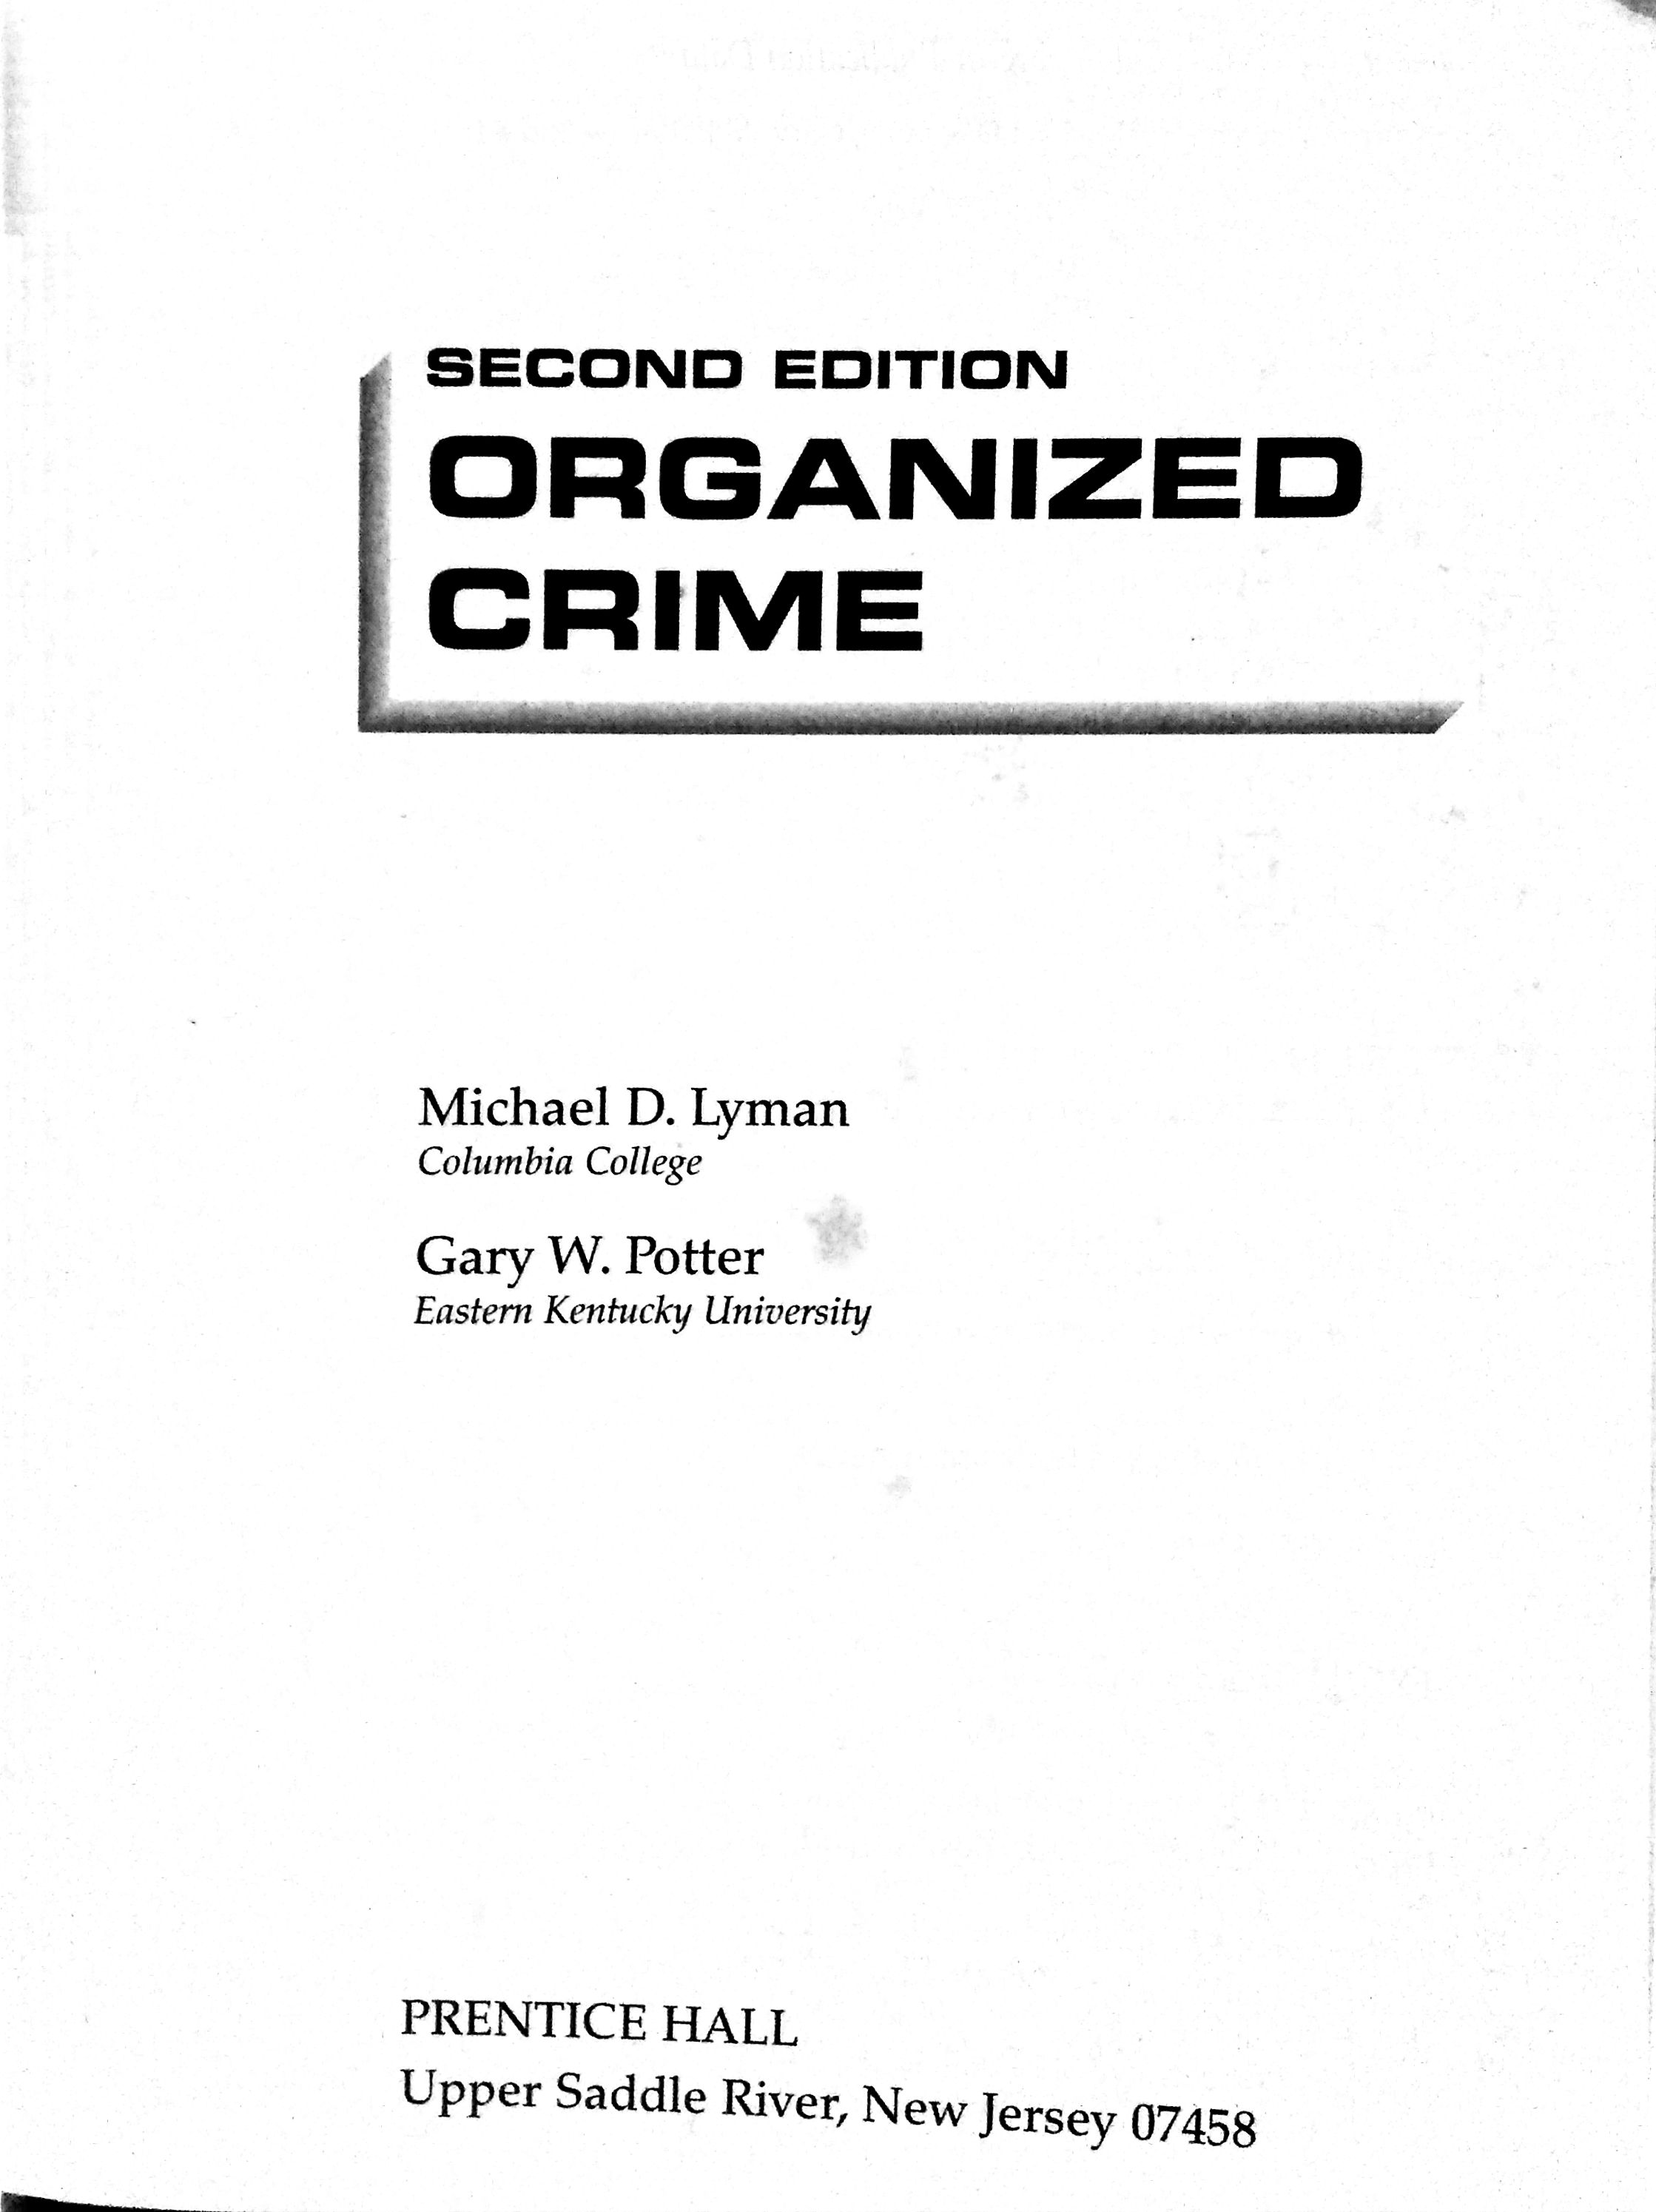 SECOND EDITION
ORGANIZED
CRIME
Michael D. Lyman
Columbia College
Gary W. Potter
Eastern Kentucky University
PRENTICE HALL
Upper Saddle River, New Jersey 07458